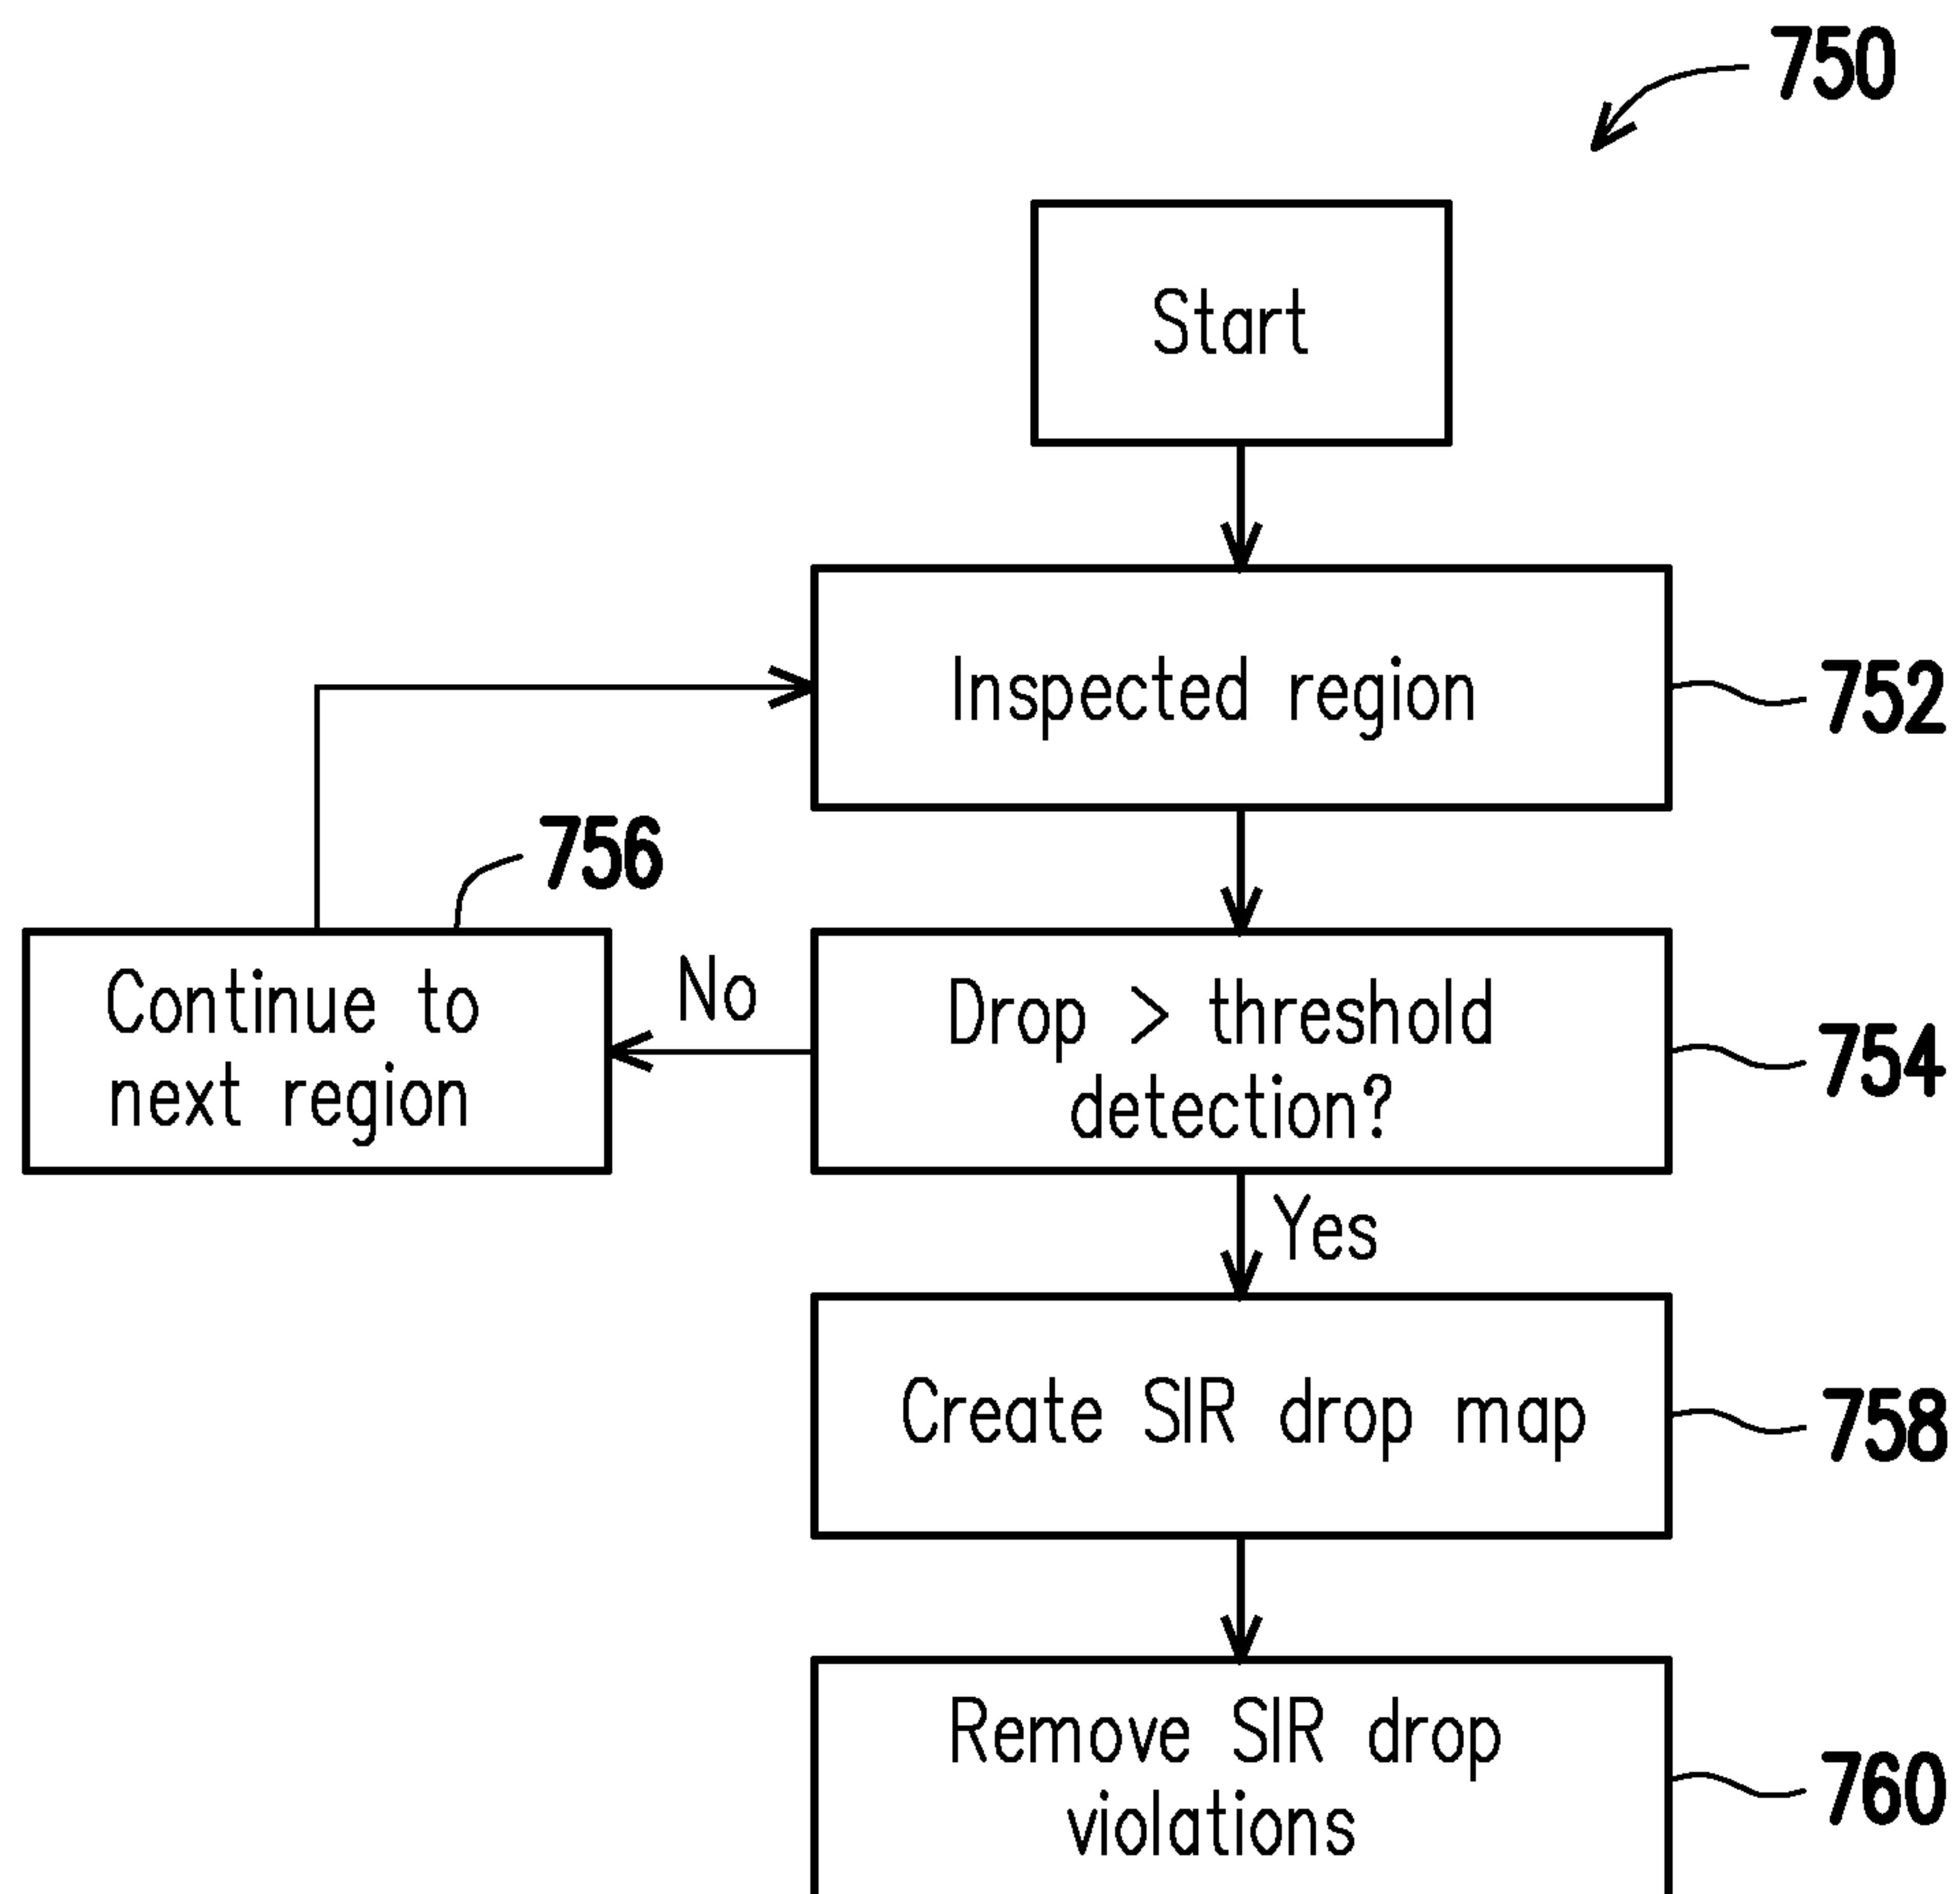 750
Start
Inspected region
752
756
Continue to
next region
No
Drop > threshold
detection?
754
Yes
Create SIR drop map
758
Remove SIR drop
violations
760